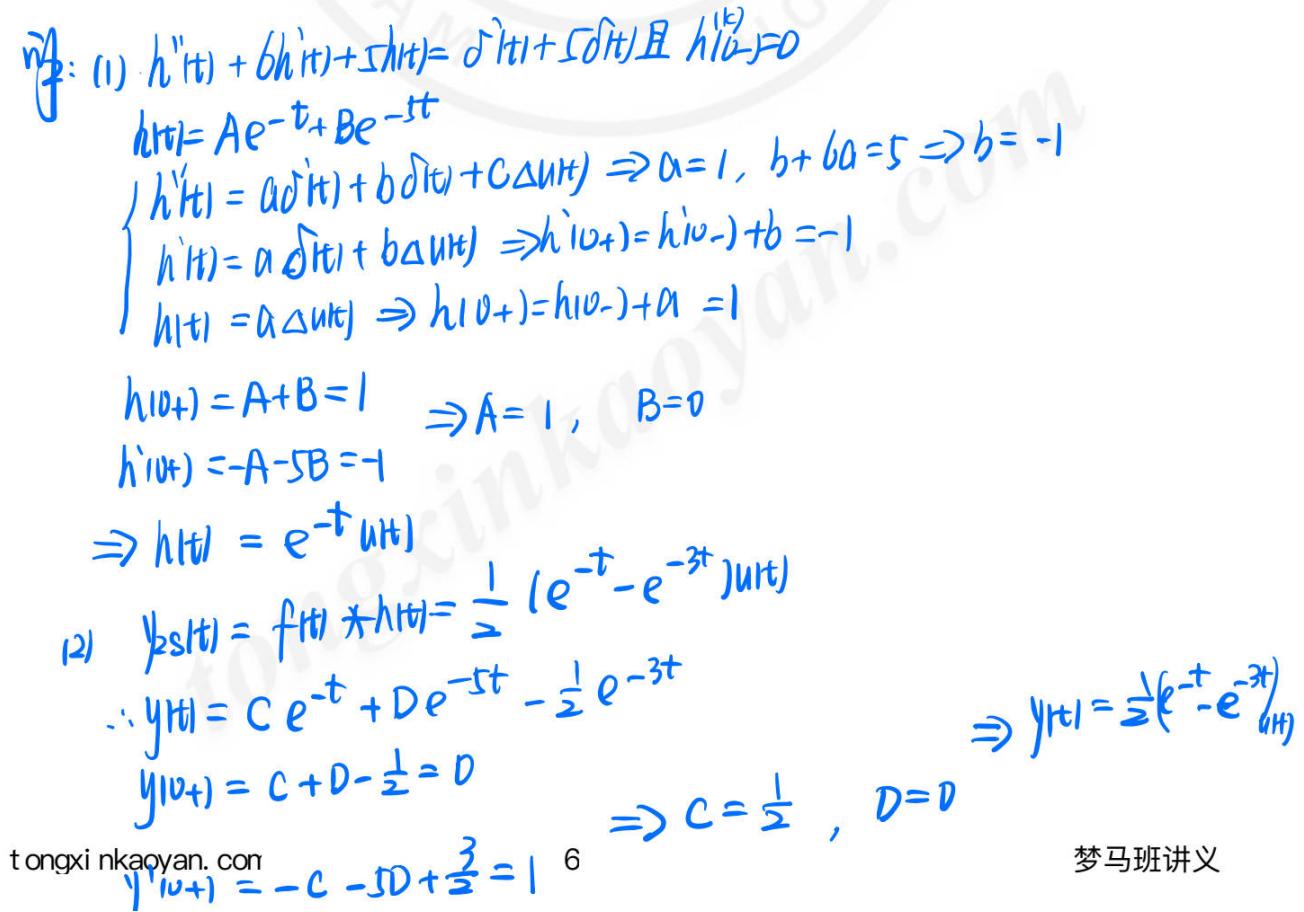 解: (1) h''(t) + 6h'(t) + 5h(t) = δ'(t) + 5δ(t) 且 h^(k)(0-) = 0
h(t) = Ae^-t + Be^-5t
h''(t) = aδ'(t) + bδ(t) + cΔu(t) ⇒ a = 1, b + 6a = 5 ⇒ b = -1
h'(t) = aδ(t) + bΔu(t) ⇒ h'(0+) = h'(0-) + b = -1
h(t) = aΔu(t) ⇒ h(0+) = h(0-) + a = 1
h(0+) = A + B = 1
⇒ A = 1, B = 0
h'(0+) = -A - 5B = -1
⇒ h(t) = e^-t u(t)
(2) yzs(t) = f(t) * h(t) = 1/2 (e^-t - e^-3t)u(t)
∴ y(t) = Ce^-t + De^-5t - 1/2 e^-3t
⇒ y(t) = 1/2(e^-t - e^-3t)u(t)
y(0+) = C + D - 1/2 = 0
⇒ C = 1/2, D = 0
y'(0+) = -C - 5D + 3/2 = 1
tongxinkaoyan.com 6 梦马班讲义
tongxinkaoyan.com